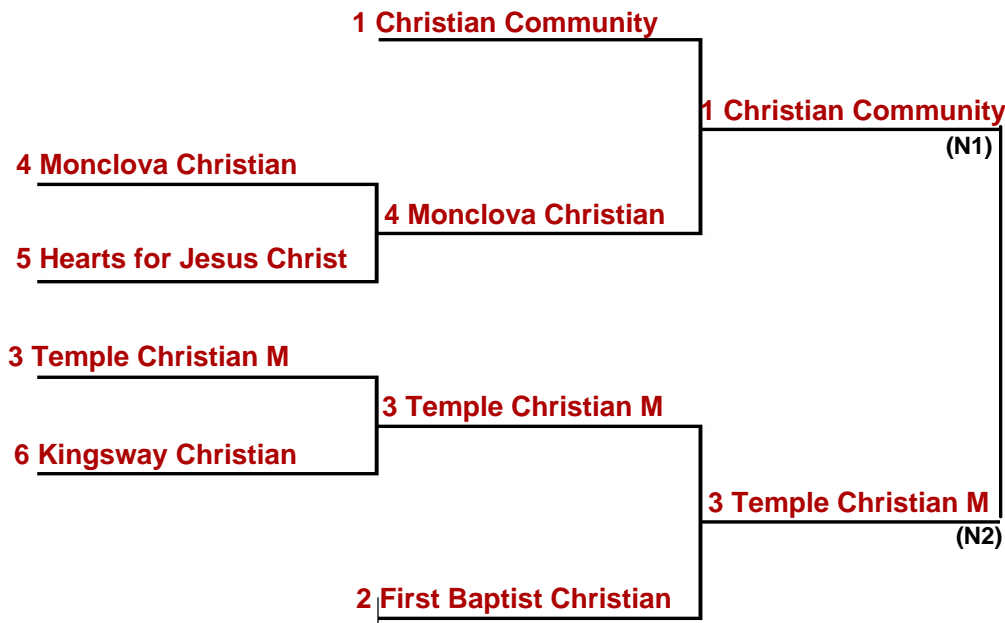 1 Christian Community
1 Christian Community
(N1)
4 Monclova Christian
4 Monclova Christian
5 Hearts for Jesus Christ
3 Temple Christian M
3 Temple Christian M
6 Kingsway Christian
3 Temple Christian M
(N2)
2 First Baptist Christian